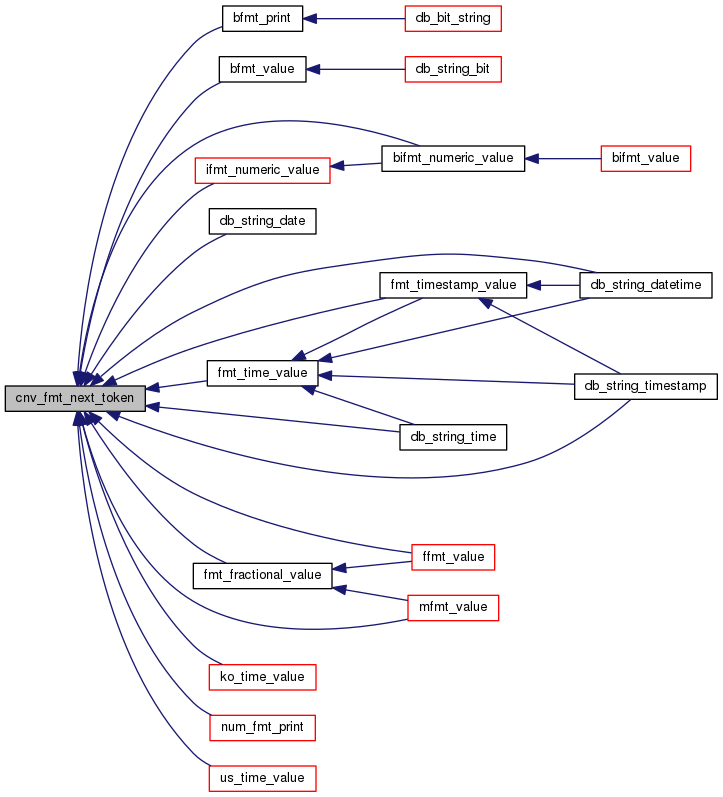 bfmt_print
db_bit_string
bfmt_value
db_string_bit
bifmt_numeric_value
bifmt_value
ifmt_numeric_value
db_string_date
fmt_timestamp_value
db_string_datetime
fmt_time_value
db_string_timestamp
cnv_fmt_next_token
db_string_time
ffmt_value
fmt_fractional_value
mfmt_value
ko_time_value
num_fmt_print
us_time_value